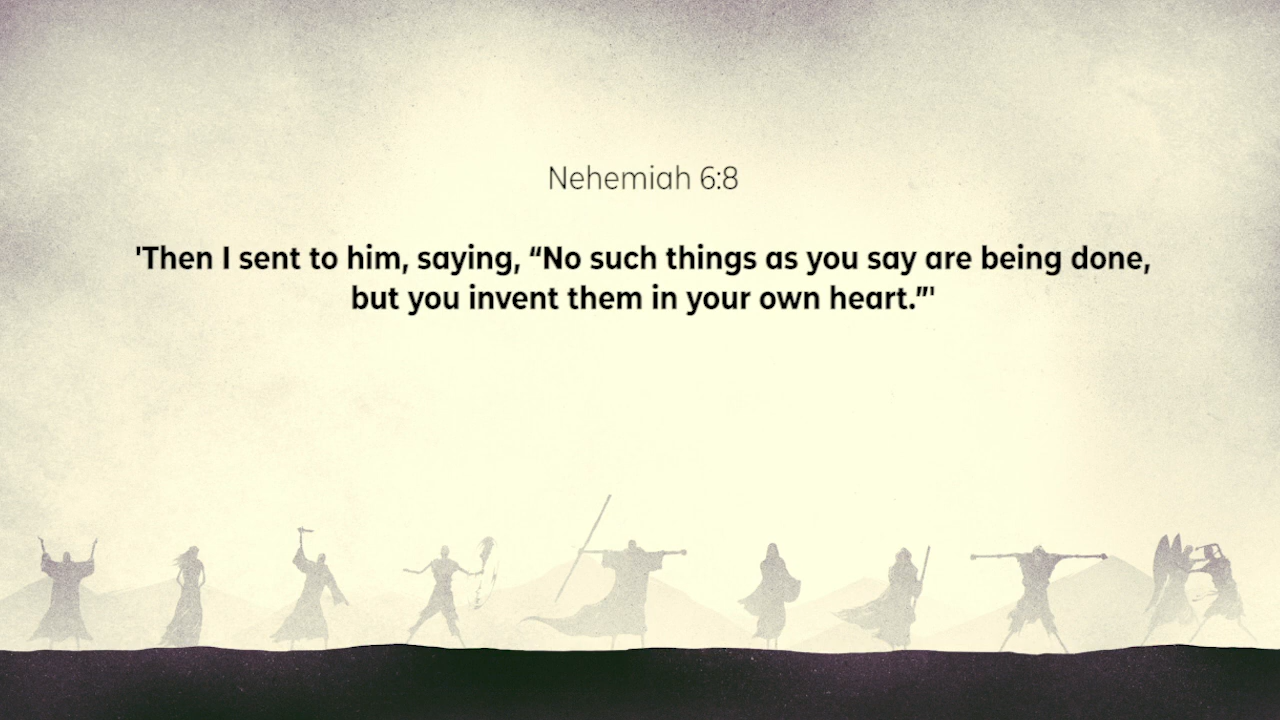 Nehemiah 6:8
'Then I sent to him, saying, “No such things as you say are being done,
but you invent them in your own heart.”'